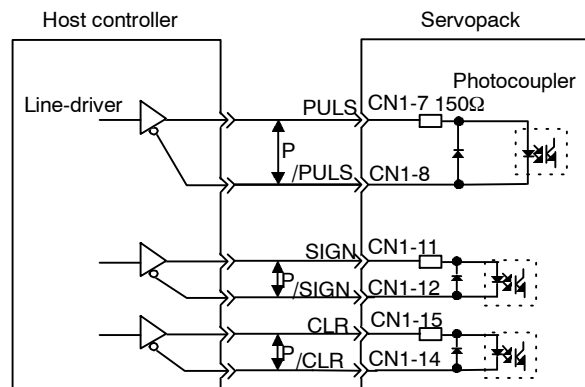 Host controller
Servopack
Photocoupler
Line-driver
PULS
CN1-7 150Ω
P
/PULS
CN1-8
SIGN
CN1-11
P
/SIGN
CN1-12
CLR
CN1-15
P
/CLR
CN1-14